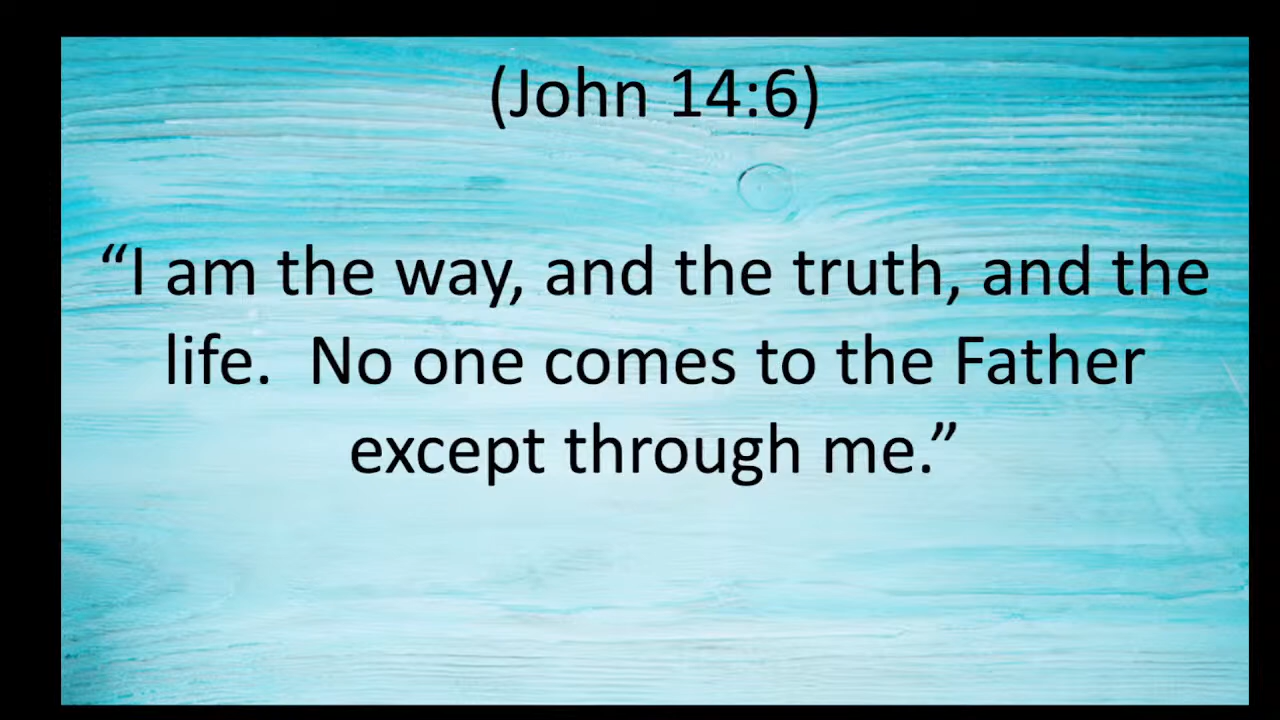 (John 14:6)
“I am the way, and the truth, and the
life.  No one comes to the Father
except through me.”